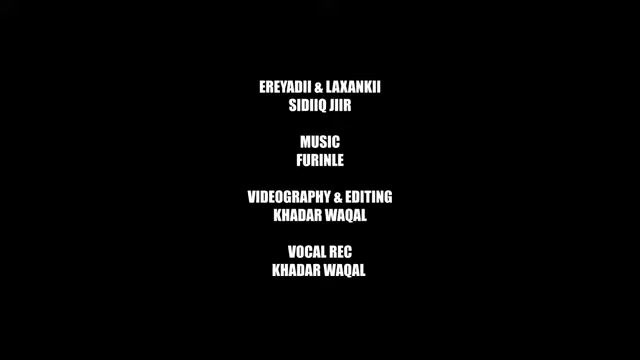 EREYADII & LAXANKII
SIDIIQ JIIR
MUSIC
FURINLE
VIDEOGRAPHY & EDITING
KHADAR WAQAL
VOCAL REC
KHADAR WAQAL